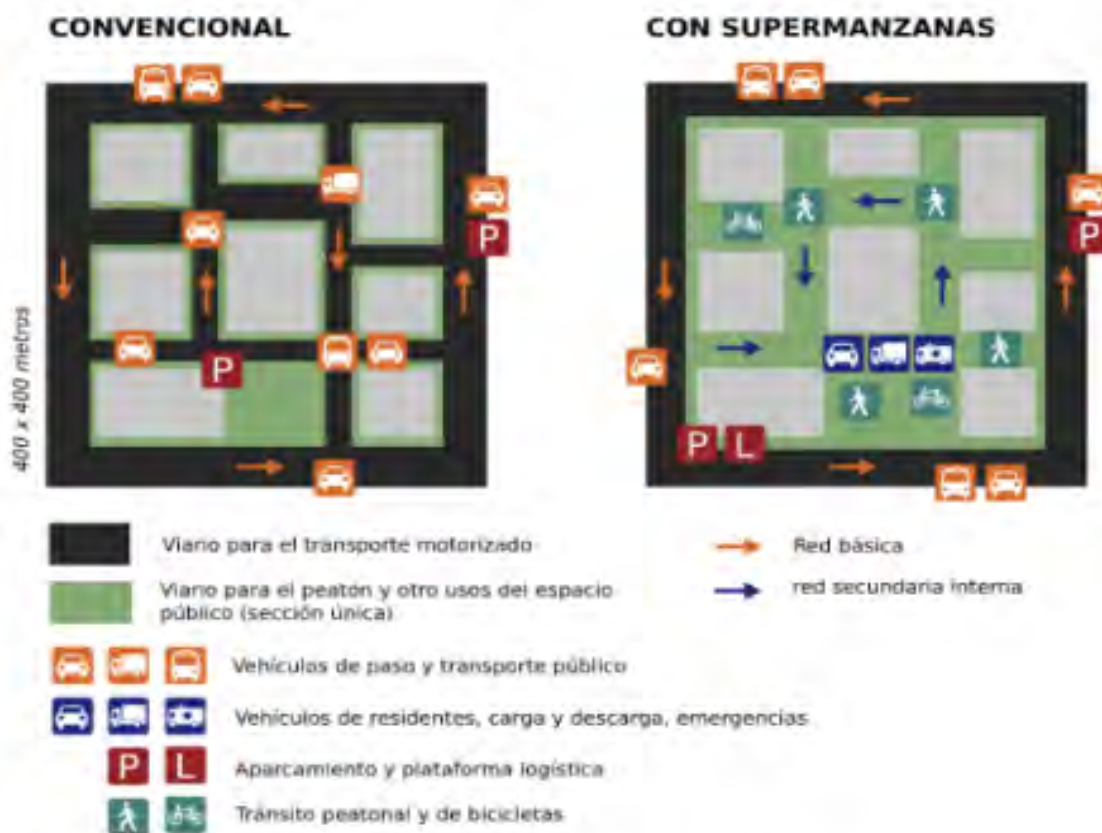 CONVENCIONAL
CON SUPERMANZANAS
P
P
P
P L
400 x 400 metros
Viario para el transporte motorizado
Viario para el peatón y otro usos del espacio
público (sección única)
Red básica
red secundaria interna
Vehículos de paso y transporte público
Vehículos de residentes, carga y descarga, emergencias
P L Aparcamiento y plataforma logística
Tránsito peatonal y de bicicletas